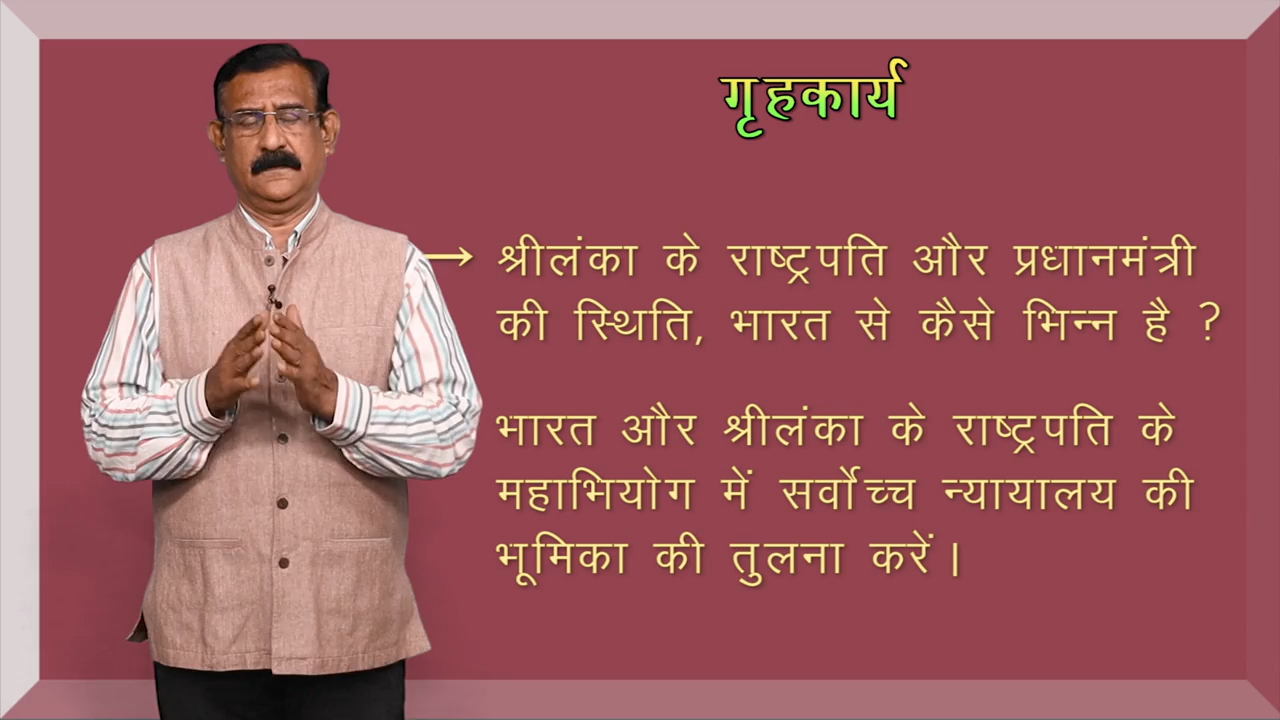 गृहकार्य
→ श्रीलंका के राष्ट्रपति और प्रधानमंत्री
की स्थिति, भारत से कैसे भिन्न है ?
भारत और श्रीलंका के राष्ट्रपति के
महाभियोग में सर्वोच्च न्यायालय की
भूमिका की तुलना करें।